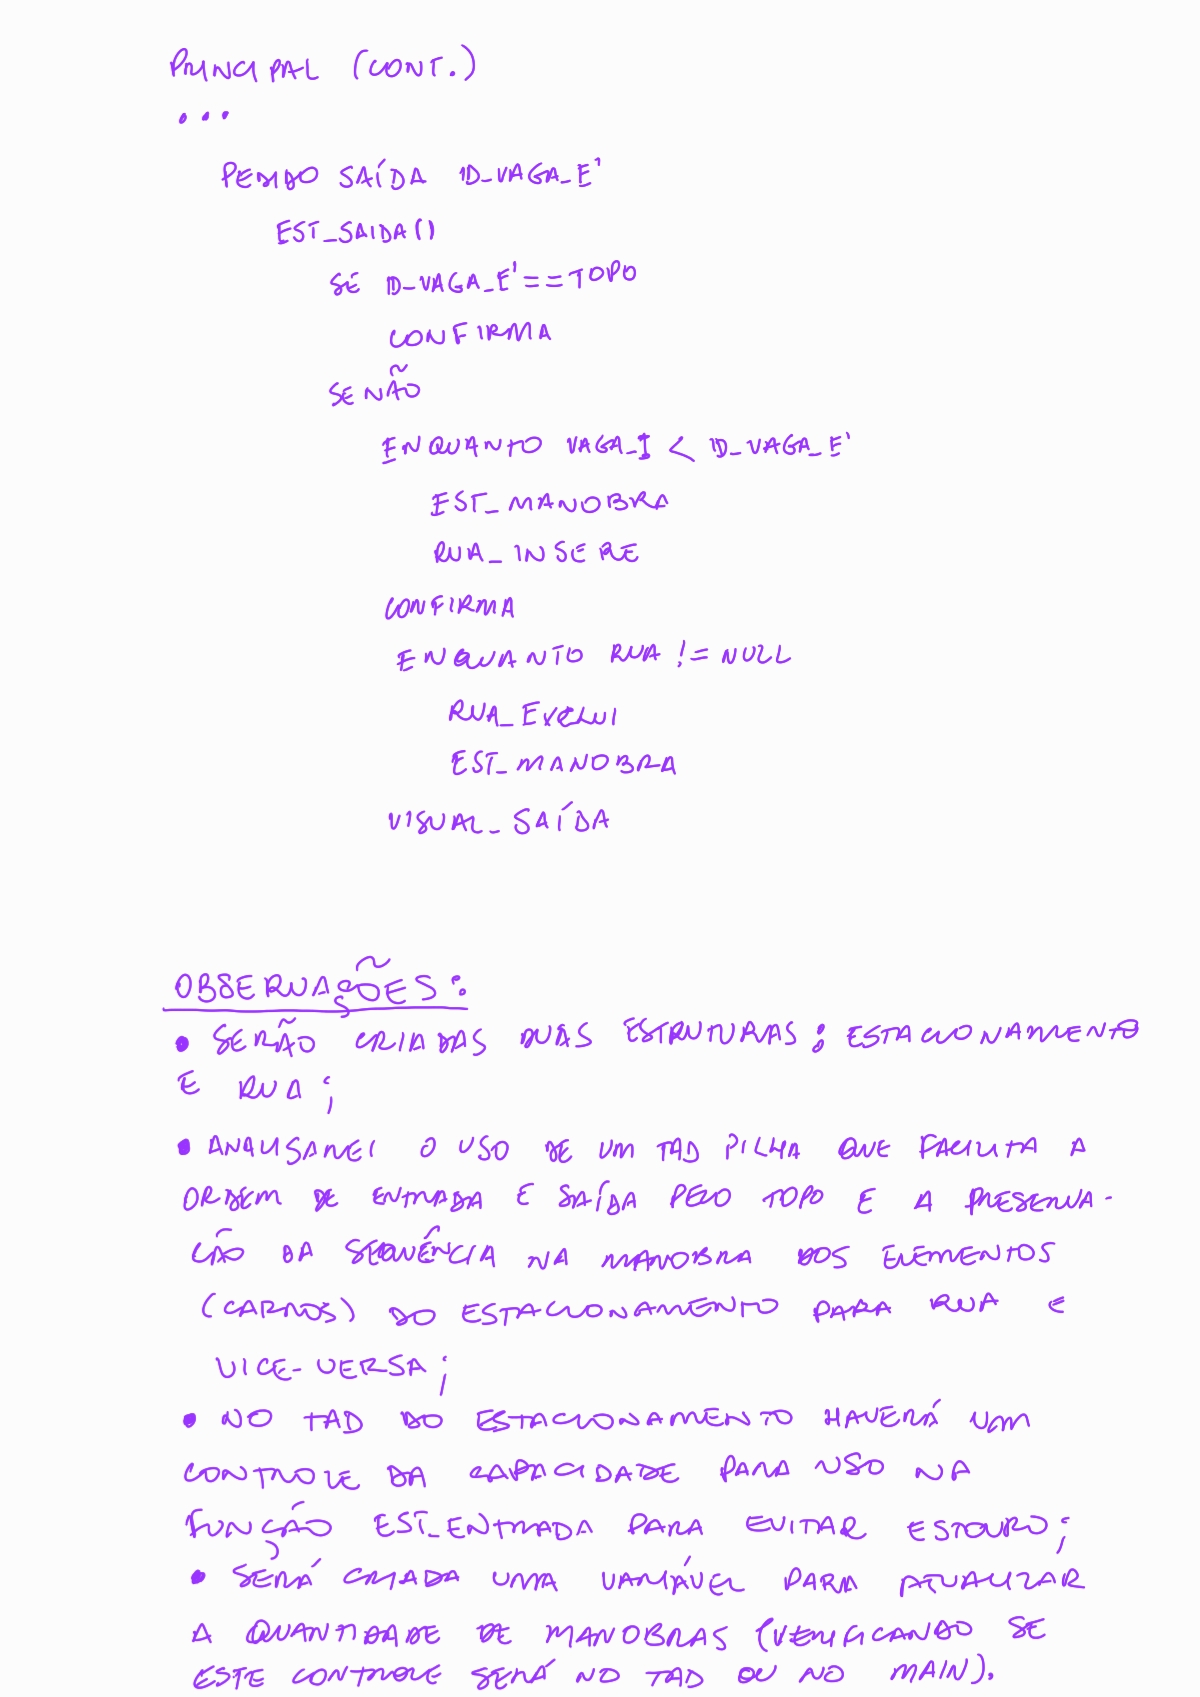 PRINCIPAL (CONT.)
...
PEDIDO SAÍDA ID_VAGA_E'
EST_SAIDA()
SE ID_VAGA_E'==TOPO
CONFIRMA
SENÃO
ENQUANTO VAGA_I < ID_VAGA_E'
EST_MANOBRA
RUA_INSERE
CONFIRMA
ENQUANTO RUA != NULL
RUA_EXCLUI
EST_MANOBRA
VISUAL_SAÍDA
OBSERVAÇÕES:
• SERÃO CRIADAS DUAS ESTRUTURAS: ESTACIONAMENTO
E RUA;
• ANALISAREI O USO DE UM TAD PILHA QUE FACILITA A
ORDEM DE ENTRADA E SAÍDA PELO TOPO E A PRESERVA-
ÇÃO DA SEQUÊNCIA NA MANOBRA DOS ELEMENTOS
(CARROS) DO ESTACIONAMENTO PARA RUA E
VICE-VERSA;
• NO TAD DO ESTACIONAMENTO HAVERÁ UM
CONTROLE DA CAPACIDADE PARA USO NA
FUNÇÃO EST_ENTRADA PARA EVITAR ESTOURO;
• SERÁ CRIADA UMA VARIÁVEL PARA ATUALIZAR
A QUANTIDADE DE MANOBRAS (VERIFICANDO SE
ESTE CONTROLE SERÁ NO TAD OU NO MAIN).